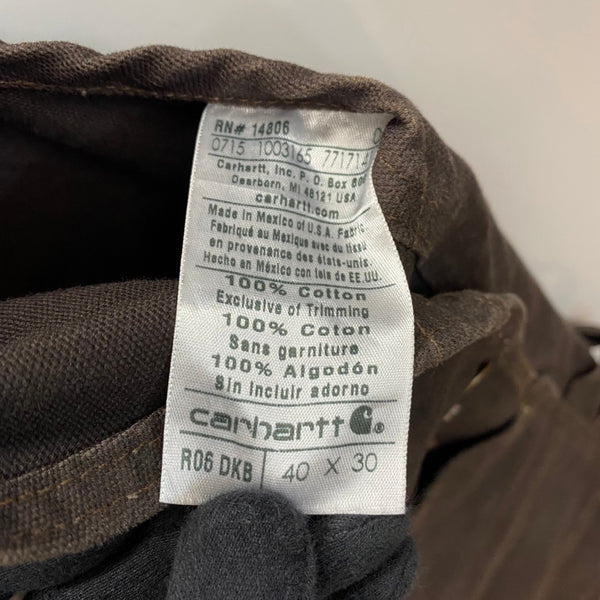 RN# 14806
0715 1003165 771714
Carhartt, Inc. P. O. Box
Dearborn, MI 48121 USA
carhartt.com
Made in Mexico of U.S.A. Fabric
Fabriqué au Mexique avec du tissu
en provenance des états-unis.
Hecho en México con tela de EE.UU.
100% Cotton
Exclusive of Trimming
100% Coton
Sans garniture
100% Algodón
Sin incluir adorno
carhartt ®
R06 DKB 40 X 30